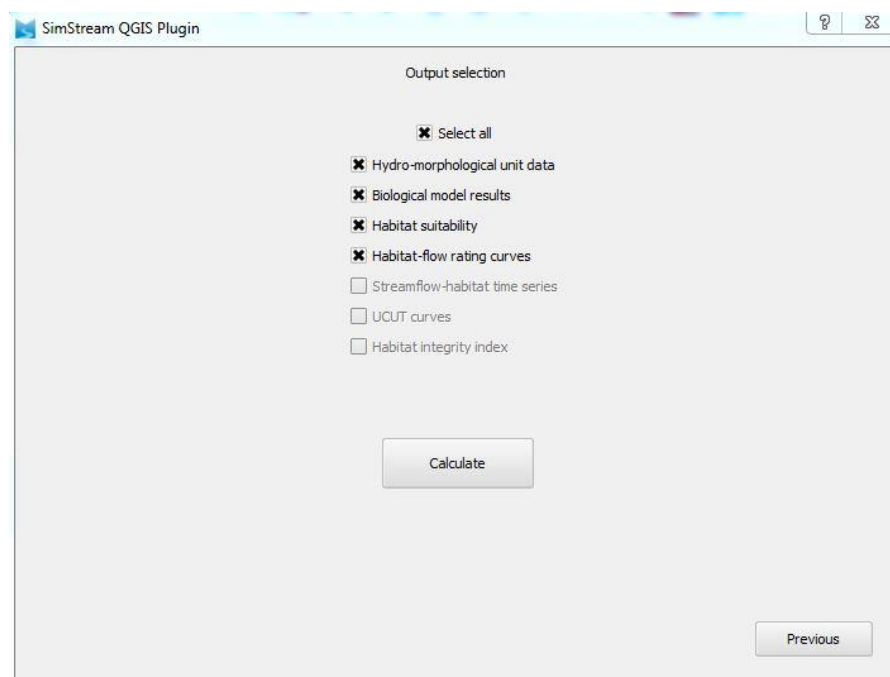 SimStream QGIS Plugin
Output selection
Select all
Hydro-morphological unit data
Biological model results
Habitat suitability
Habitat-flow rating curves
Streamflow-habitat time series
UCUT curves
Habitat integrity index
Calculate
Previous